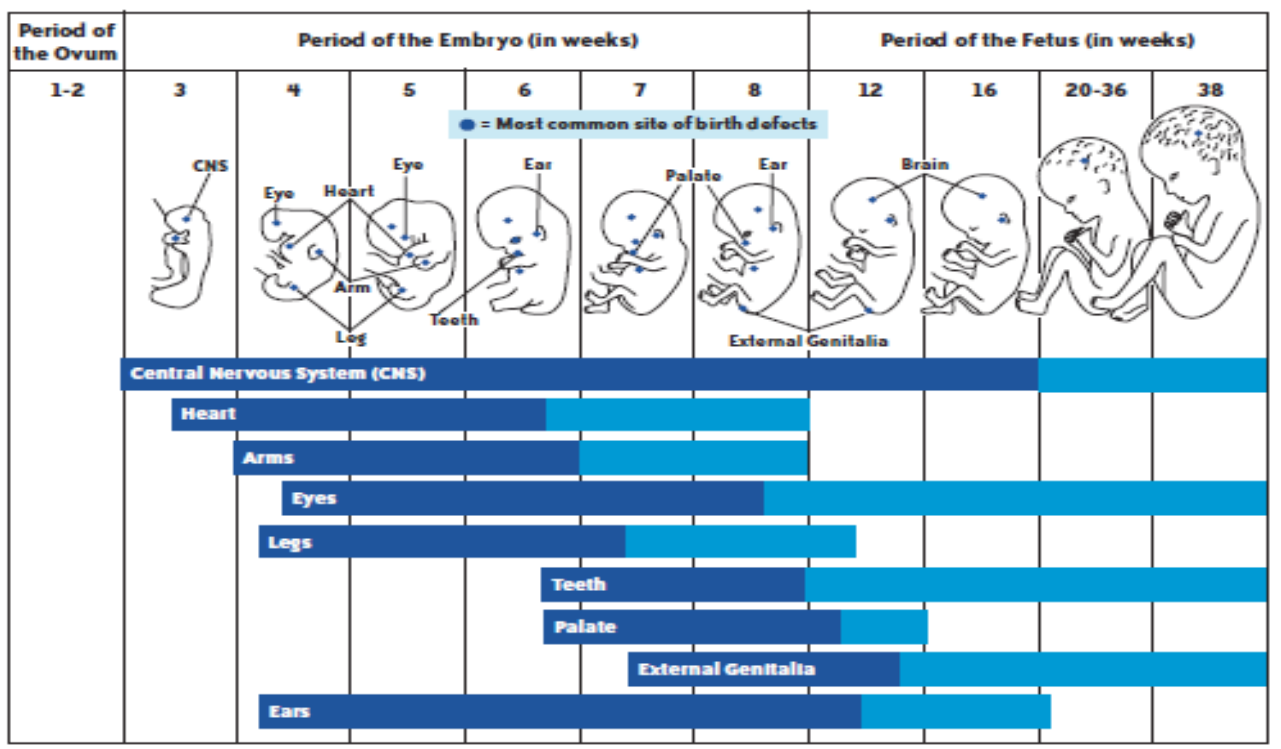 Period of
the Ovum
Period of the Embryo (in weeks)
Period of the Fetus (in weeks)
1-2
3
4
5
6
7
8
12
16
20-36
38
= Most common site of birth defects
CNS
Eye
Heart
Eye
Ear
Palate
Ear
Brain
Arm
Leg
Teeth
External Genitalia
Central Nervous System (CNS)
Heart
Arms
Eyes
Legs
Teeth
Palate
External Genitalia
Ears